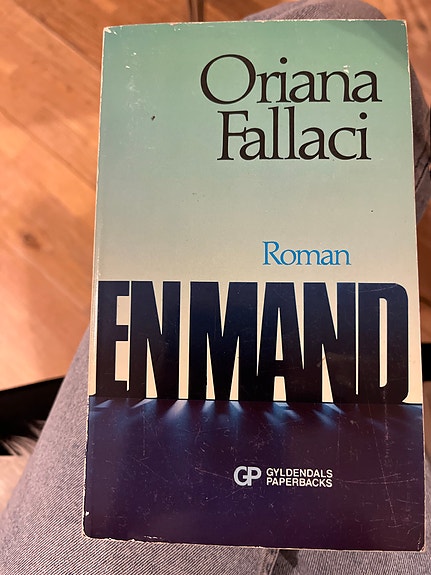 Oriana
Fallaci
Roman
EN MAND
GP GYLDENDALS
PAPERBACKS